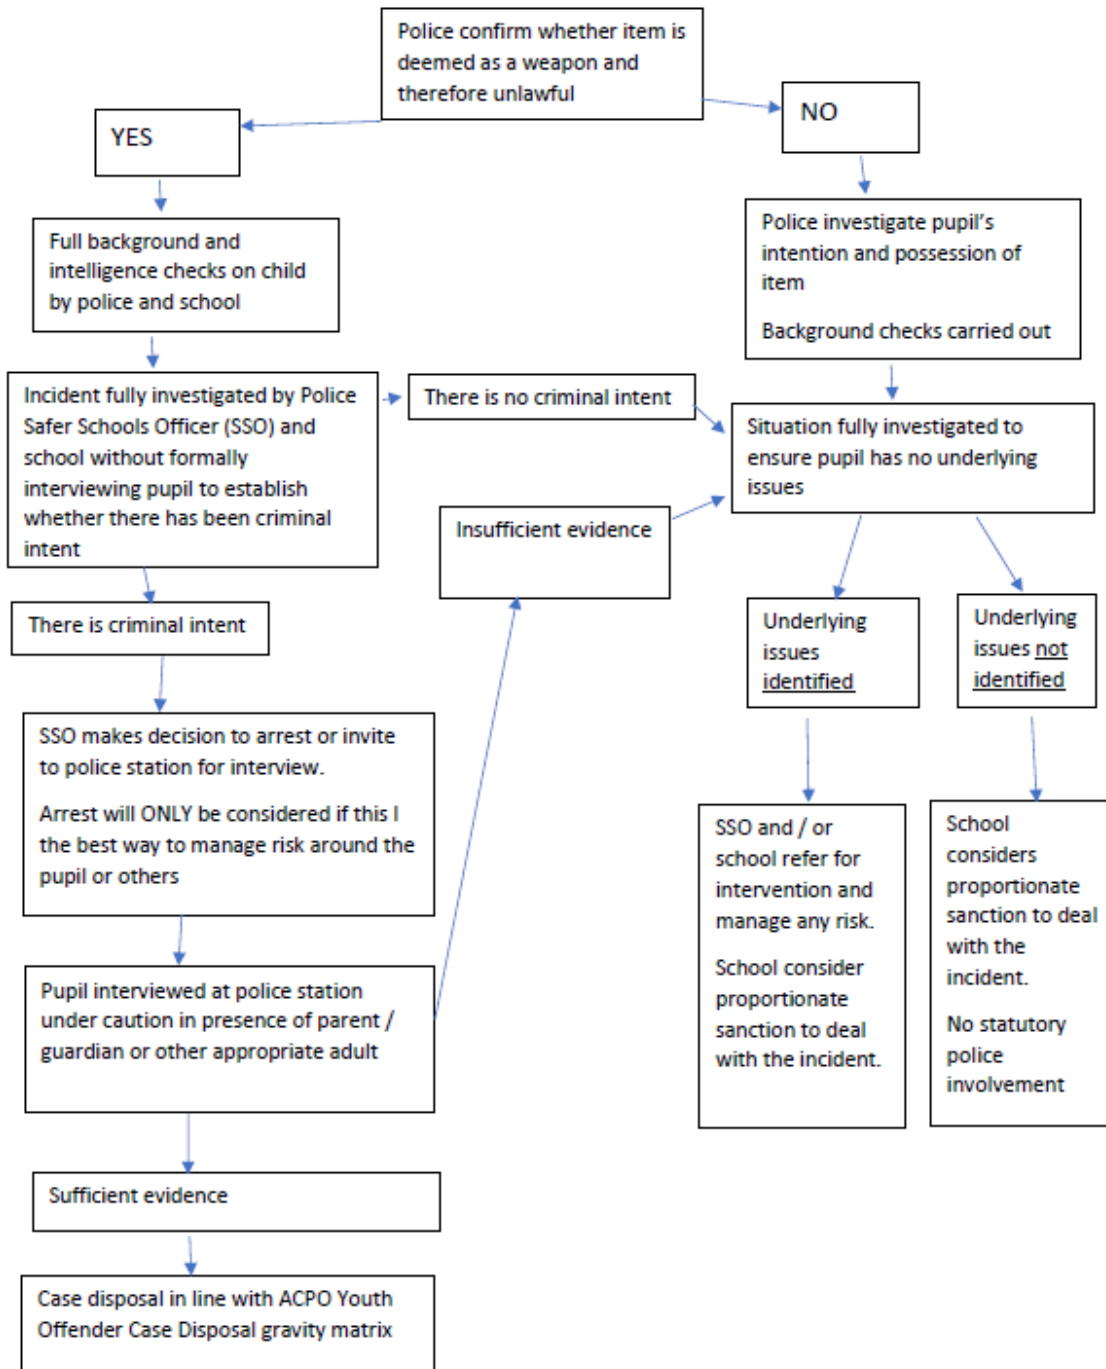 Police confirm whether item is
deemed as a weapon and
therefore unlawful
YES
NO
Full background and
intelligence checks on child
by police and school
Police investigate pupil's
intention and possession of
item
Background checks carried out
Incident fully investigated by Police
Safer Schools Officer (SSO) and
school without formally
interviewing pupil to establish
whether there has been criminal
intent
There is no criminal intent
Situation fully investigated to
ensure pupil has no underlying
issues
Insufficient evidence
There is criminal intent
Underlying
issues
identified
Underlying
issues not
identified
SSO makes decision to arrest or invite
to police station for interview.
Arrest will ONLY be considered if this I
the best way to manage risk around the
pupil or others
SSO and / or
school refer for
intervention and
manage any risk.
School consider
proportionate
sanction to deal
with the incident.
School
considers
proportionate
sanction to deal
with the
incident.
No statutory
police
involvement
Pupil interviewed at police station
under caution in presence of parent /
guardian or other appropriate adult
Sufficient evidence
Case disposal in line with ACPO Youth
Offender Case Disposal gravity matrix